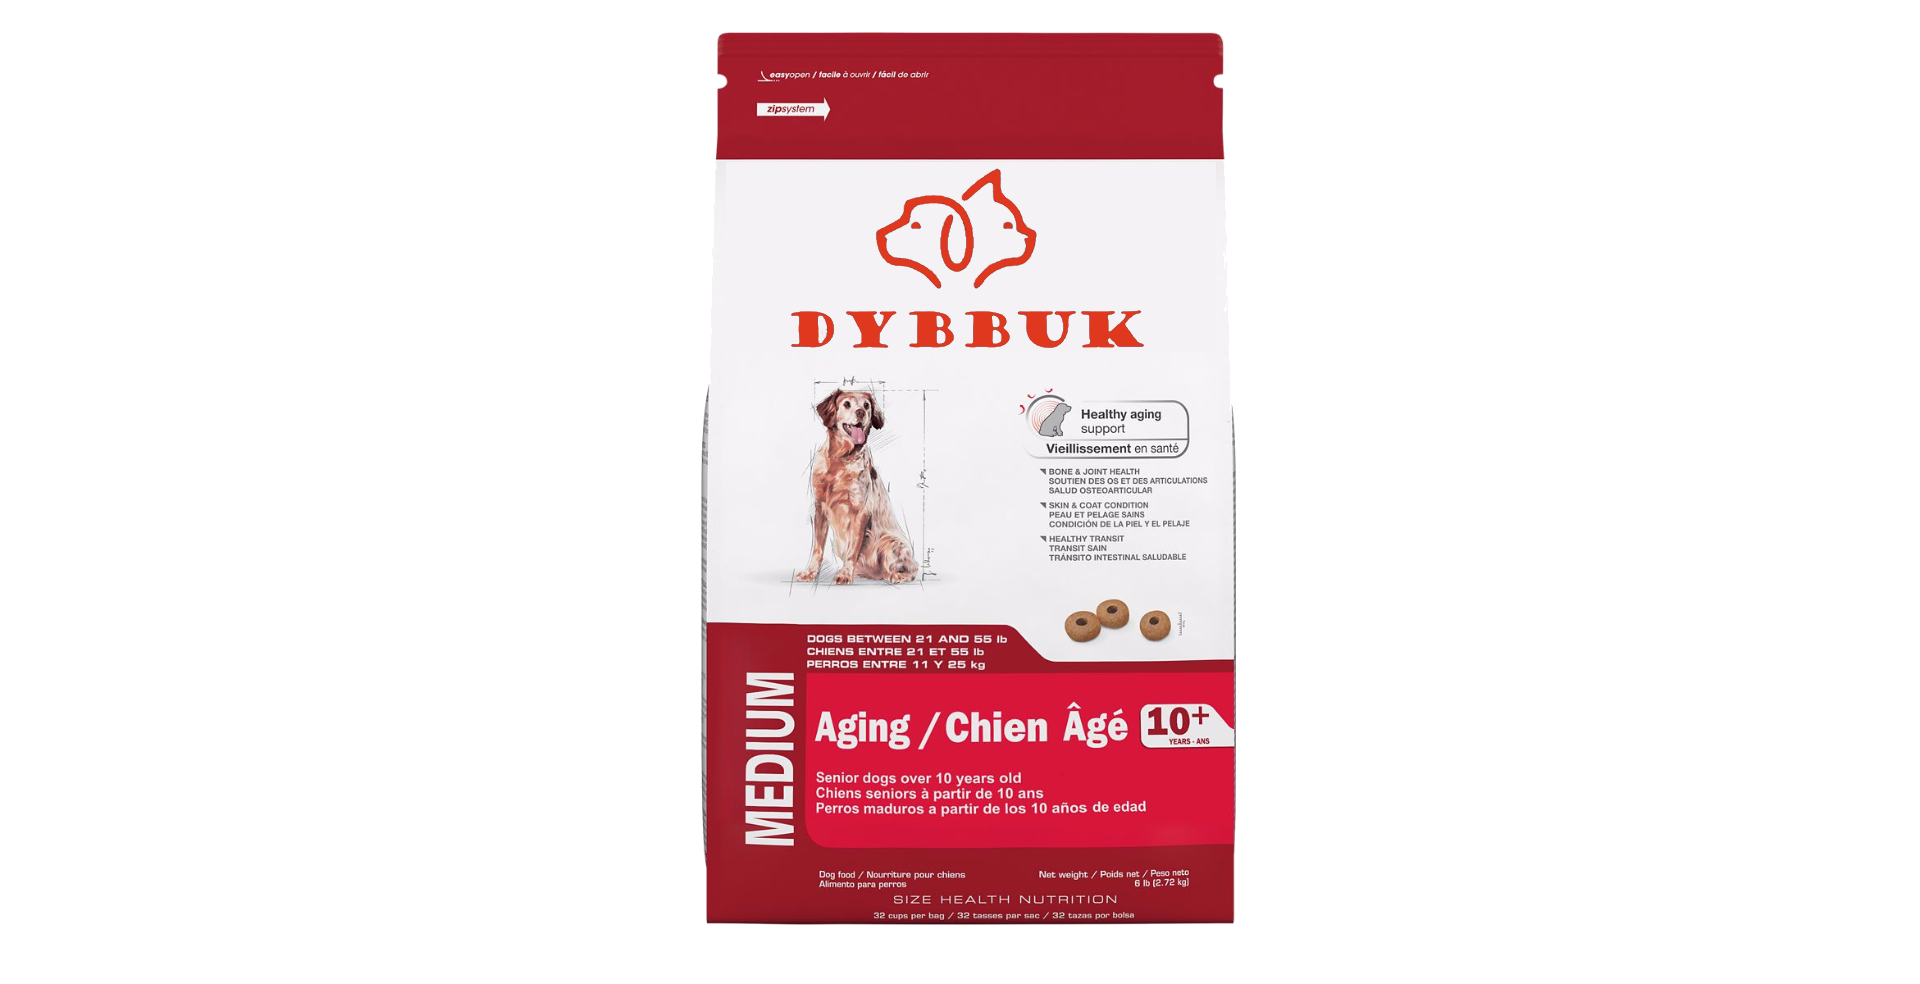 easyopen / facile à ouvrir / fácil de abrir
zipsystem
DYBBUK
Healthy aging
support
Vieillissement en santé
BONE & JOINT HEALTH
SOUTIEN DES OS ET DES ARTICULATIONS
SALUD OSTEOARTICULAR
SKIN & COAT CONDITION
PEAU ET PELAGE SAINS
CONDICIÓN DE LA PIEL Y EL PELAJE
HEALTHY TRANSIT
TRANSIT SAIN
TRÁNSITO INTESTINAL SALUDABLE
DOGS BETWEEN 21 AND 55 lb
CHIENS ENTRE 21 ET 55 lb
PERROS ENTRE 11 Y 25 kg
MEDIUM
Aging / Chien Âgé 10+
YEARS - ANS
Senior dogs over 10 years old
Chiens seniors à partir de 10 ans
Perros maduros a partir de los 10 años de edad
Dog food / Nourriture pour chiens
Alimento para perros
Net weight / Poids net / Peso neto
6 lb (2.72 kg)
SIZE HEALTH NUTRITION
32 cups per bag / 32 tasses par sac / 32 tazas por bolsa